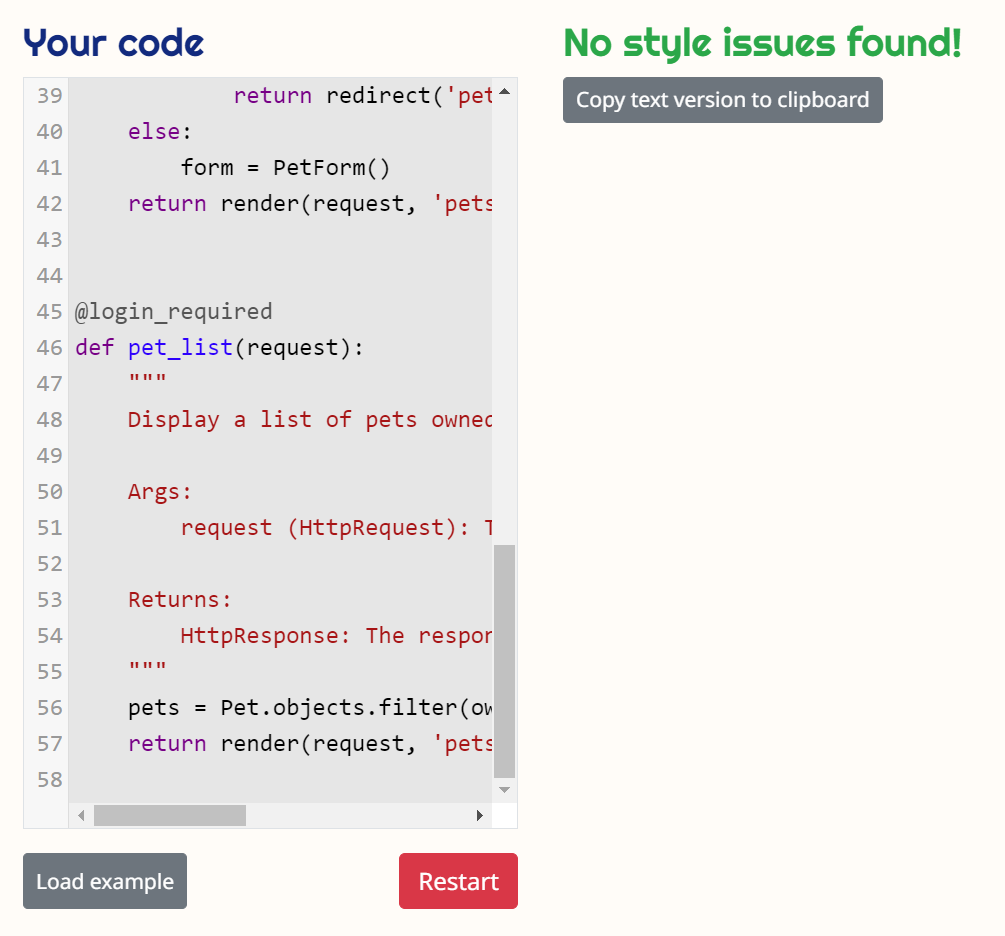 Your code
39 return redirect('pet
40 else:
41 form = PetForm()
42 return render(request, 'pets
43
44
45 @login_required
46 def pet_list(request):
47 """
48 Display a list of pets owned
49
50 Args:
51 request (HttpRequest): T
52
53 Returns:
54 HttpResponse: The respon
55 """
56 pets = Pet.objects.filter(ow
57 return render(request, 'pets
58
Load example
Restart
No style issues found!
Copy text version to clipboard